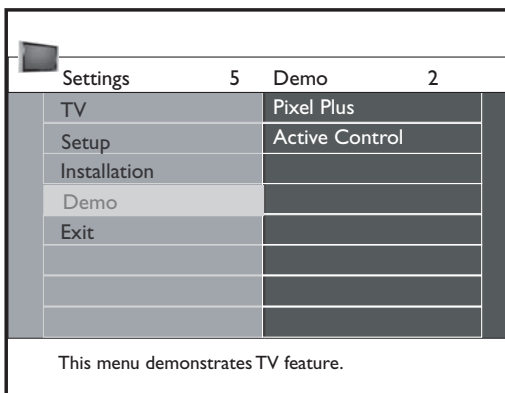 Settings 5 Demo 2
TV Pixel Plus
Setup Active Control
Installation
Demo
Exit
This menu demonstrates TV feature.